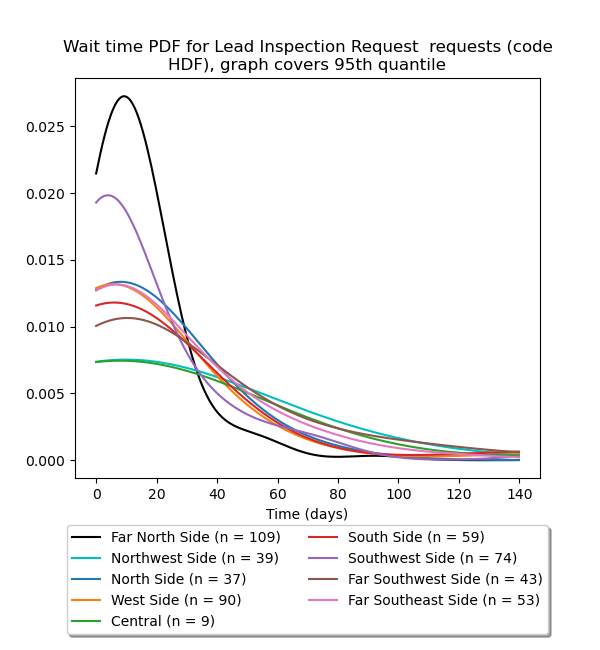 Wait time PDF for Lead Inspection Request  requests (code
HDF), graph covers 95th quantile
0.025
0.020
0.015
0.010
0.005
0.000
0 20 40 60 80 100 120 140
Time (days)
Far North Side (n = 109)
Northwest Side (n = 39)
North Side (n = 37)
West Side (n = 90)
Central (n = 9)
South Side (n = 59)
Southwest Side (n = 74)
Far Southwest Side (n = 43)
Far Southeast Side (n = 53)